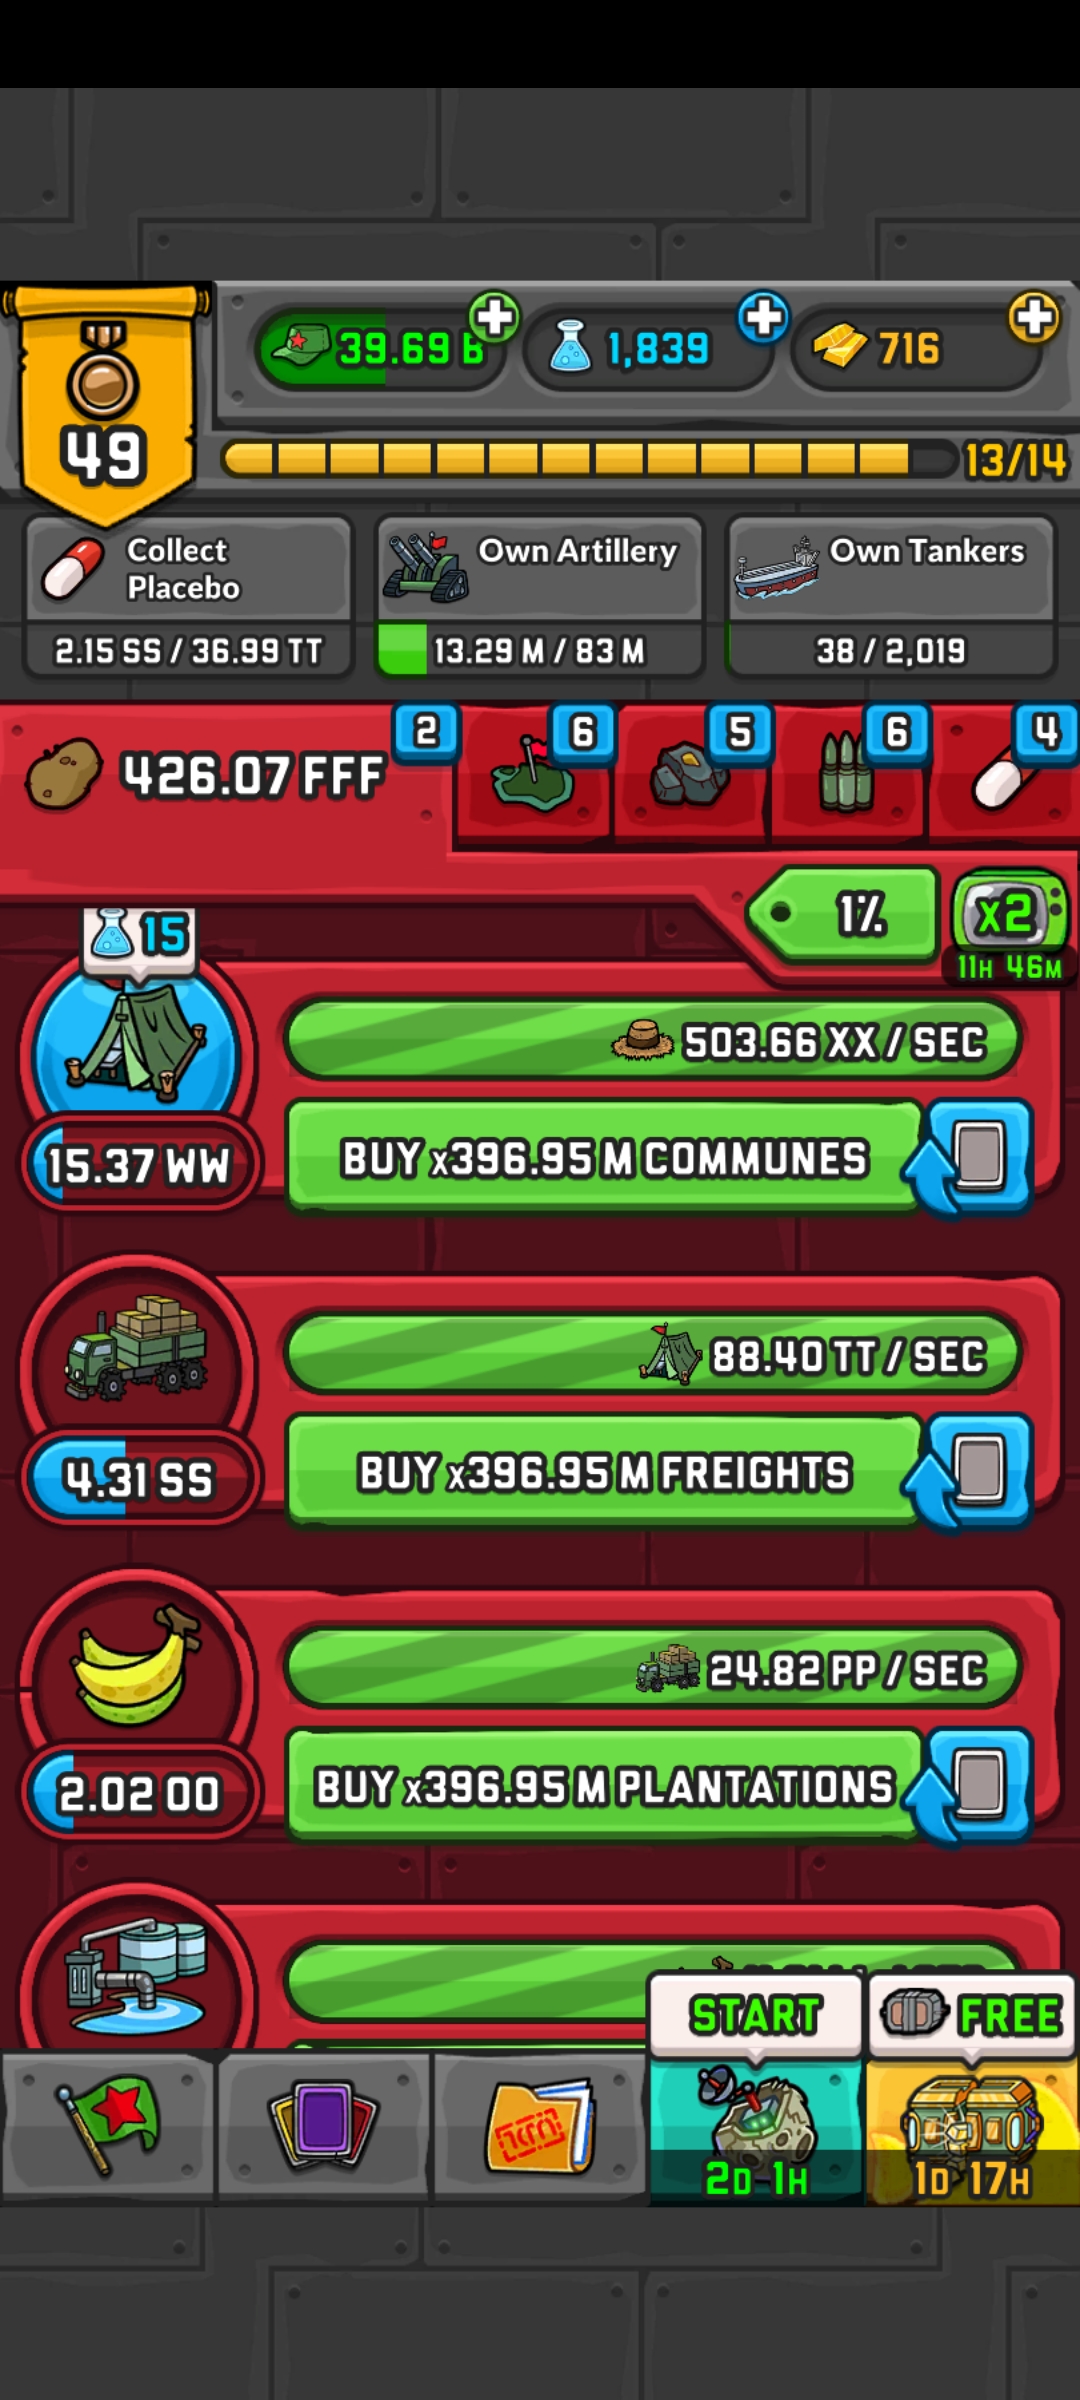 39.69 B
1,839
716
49
13/14
Collect Placebo
2.15 SS / 36.99 TT
Own Artillery
13.29 M / 83 M
Own Tankers
38 / 2,019
426.07 FFF
2
6
5
6
4
1%
x2
11H 46M
15
503.66 XX / SEC
15.37 WW
BUY x396.95 M COMMUNES
88.40 TT / SEC
4.31 SS
BUY x396.95 M FREIGHTS
24.82 PP / SEC
2.02 OO
BUY x396.95 M PLANTATIONS
START
FREE
2D 1H
1D 17H